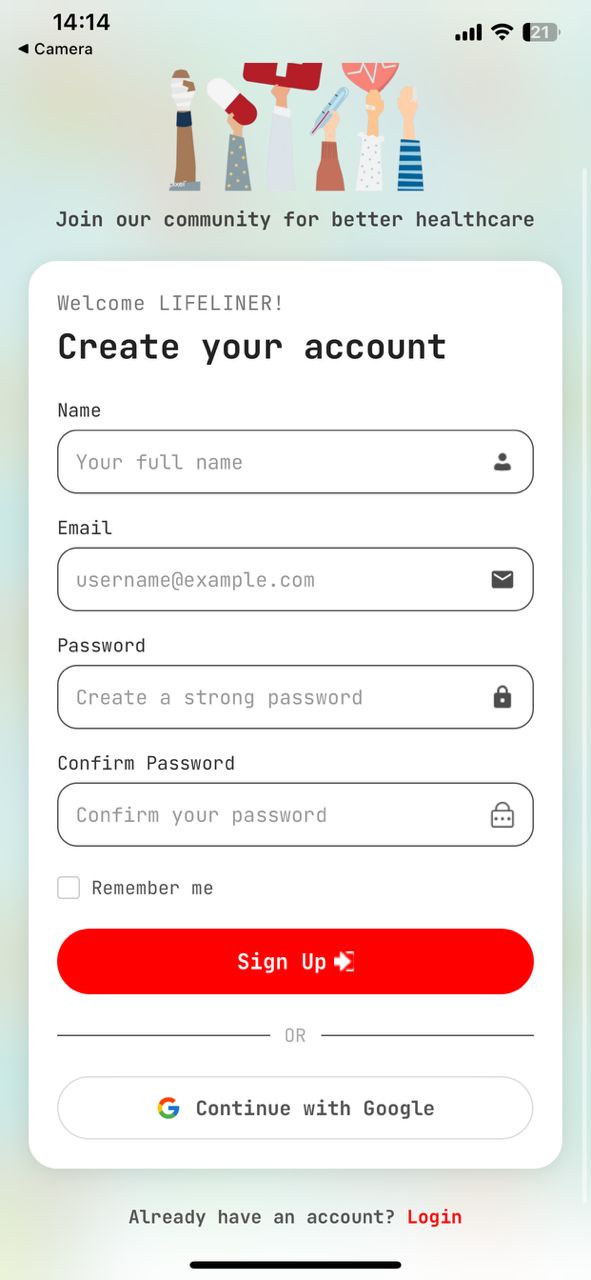 14:14
21
◀ Camera
Join our community for better healthcare
Welcome LIFELINER!
Create your account
Name
Your full name
Email
username@example.com
Password
Create a strong password
Confirm Password
Confirm your password
Remember me
Sign Up
OR
Continue with Google
Already have an account? Login